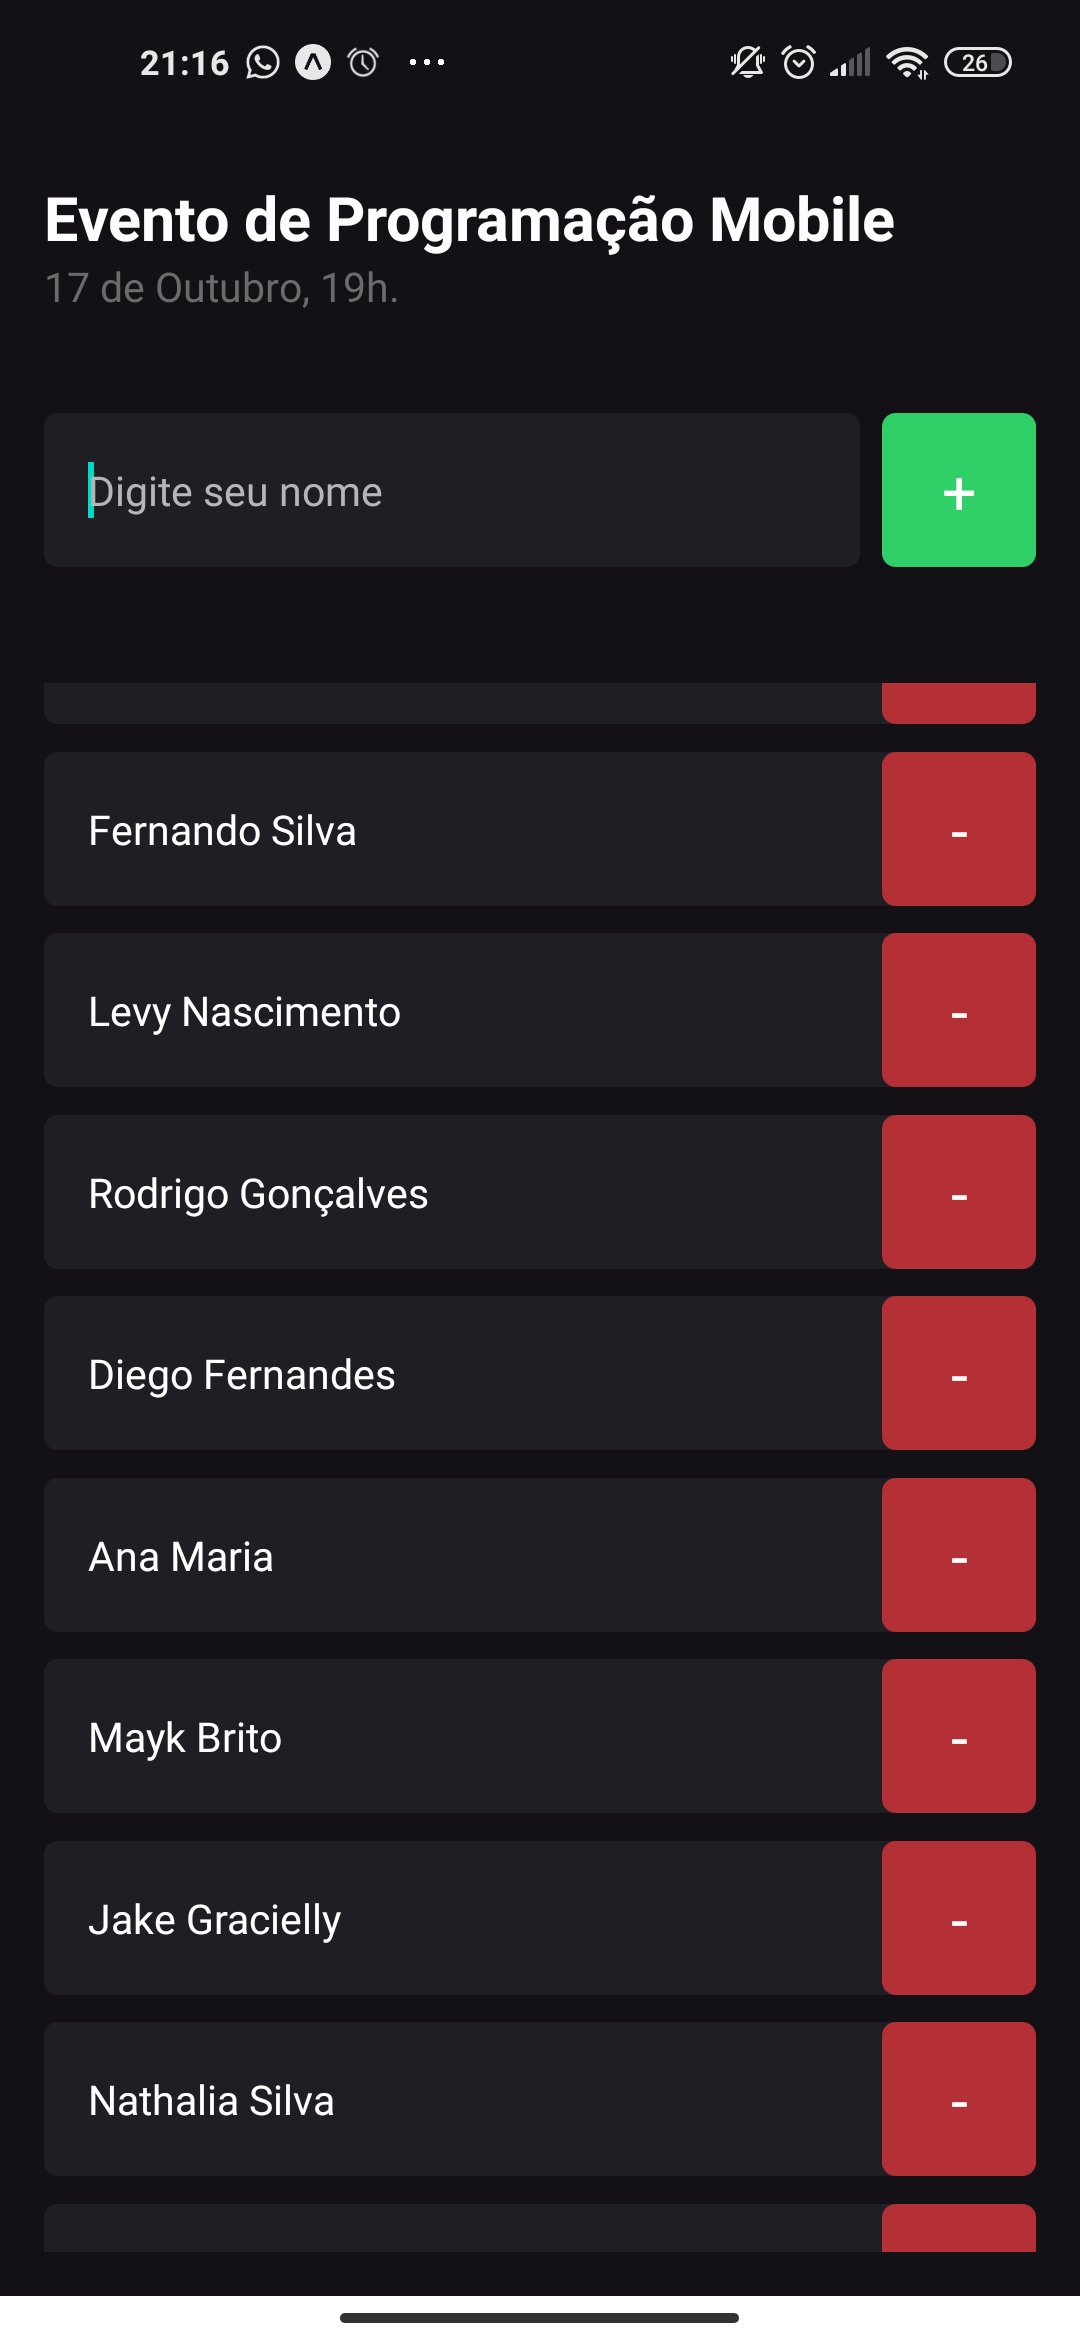 21:16
26
Evento de Programação Mobile
17 de Outubro, 19h.
Digite seu nome
+
Fernando Silva
-
Levy Nascimento
-
Rodrigo Gonçalves
-
Diego Fernandes
-
Ana Maria
-
Mayk Brito
-
Jake Gracielly
-
Nathalia Silva
-